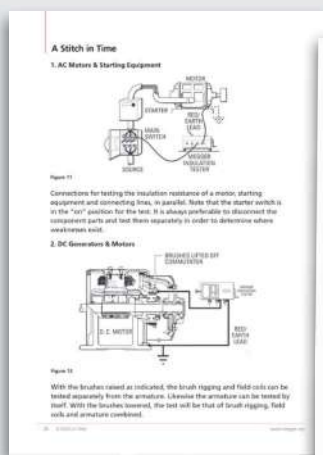 A Stitch in Time
1. AC Motors & Starting Equipment
MOTOR
STARTER
RED/
EARTH
LEAD
MAIN
SWITCH
SOURCE
MEGGER
INSULATION
TESTER
Figure 11
Connections for testing the insulation resistance of a motor, starting
equipment and connecting lines, in parallel. Note that the starter switch is
in the "on" position for the test. It is always preferable to disconnect the
component parts and test them separately in order to determine where
weaknesses exist.
2. DC Generators & Motors
BRUSHES LIFTED OFF
COMMUTATOR
D. C. MOTOR
RED/
EARTH
LEAD
With the brushes raised as indicated, the brush rigging and field coils can be
tested separately from the armature. Likewise the armature can be tested by
itself. With the brushes lowered, the test will be that of brush rigging, field
coils and armature combined.
A STITCH IN TIME